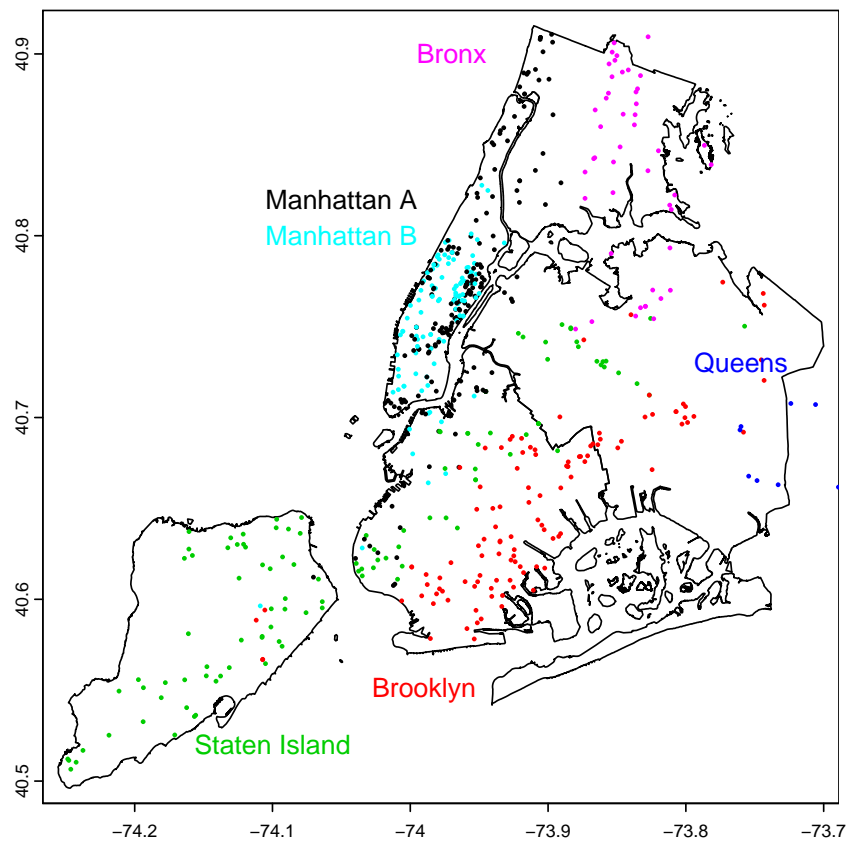 Bronx
40.9
Manhattan A
Manhattan B
40.8
Queens
40.7
40.6
Brooklyn
Staten Island
40.5
−74.2 −74.1 −74 −73.9 −73.8 −73.7